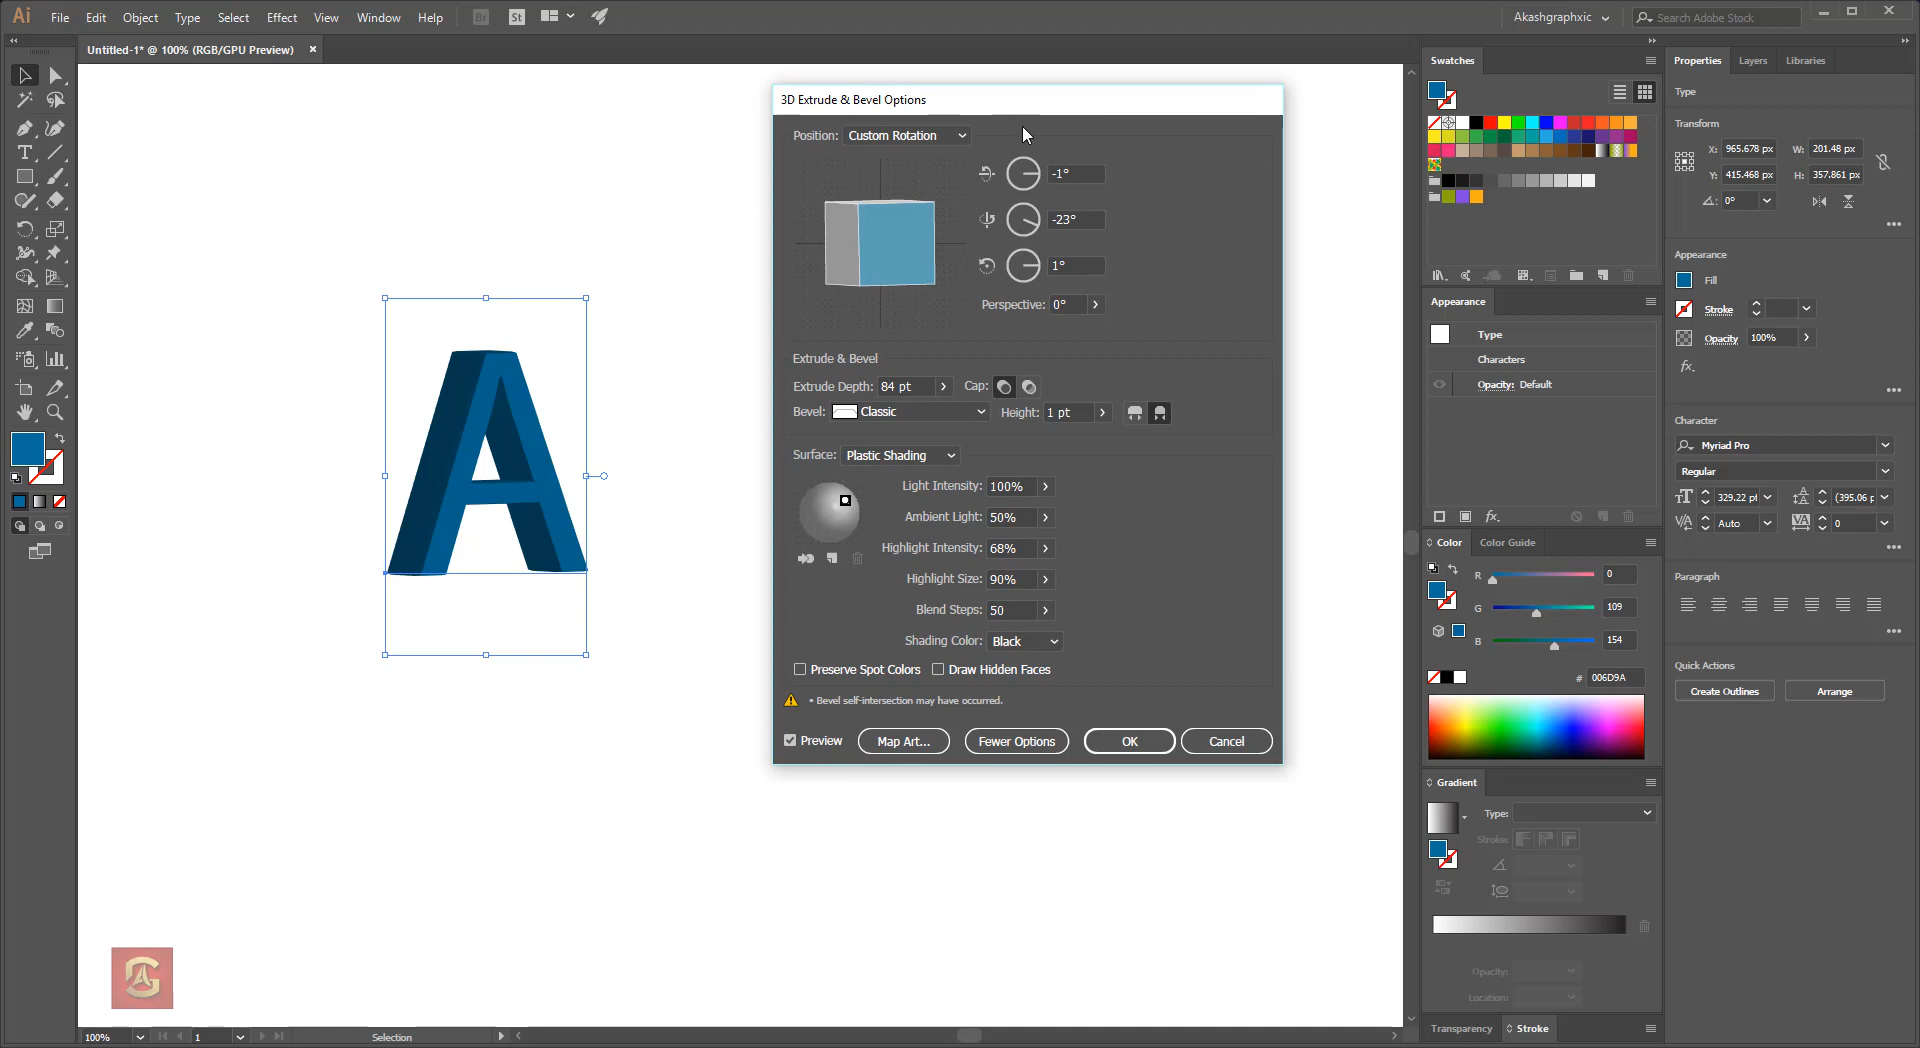 Ai File Edit Object Type Select Effect View Window Help Br St Akashgraphxic Search Adobe Stock
Untitled-1* @ 100% (RGB/GPU Preview) ×
A
3D Extrude & Bevel Options
Position: Custom Rotation
-1°
-23°
1°
Perspective: 0°
Extrude & Bevel
Extrude Depth: 84 pt Cap:
Bevel: Classic Height: 1 pt
Surface: Plastic Shading
Light Intensity: 100%
Ambient Light: 50%
Highlight Intensity: 68%
Highlight Size: 90%
Blend Steps: 50
Shading Color: Black
Preserve Spot Colors Draw Hidden Faces
• Bevel self-intersection may have occurred.
Preview Map Art... Fewer Options OK Cancel
Swatches
Appearance
Type
Characters
Opacity: Default
fx
Color Color Guide
R 0
G 109
B 154
# 006D9A
Gradient
Type:
Stroke:
Opacity:
Location:
Transparency Stroke
Properties Layers Libraries
Type
Transform
X: 965.678 px W: 201.48 px
Y: 415.468 px H: 357.861 px
0°
Appearance
Fill
Stroke
Opacity 100%
fx
Character
Myriad Pro
Regular
329.22 pt (395.06 p
Auto 0
Paragraph
Quick Actions
Create Outlines Arrange
G
100% 1 Selection